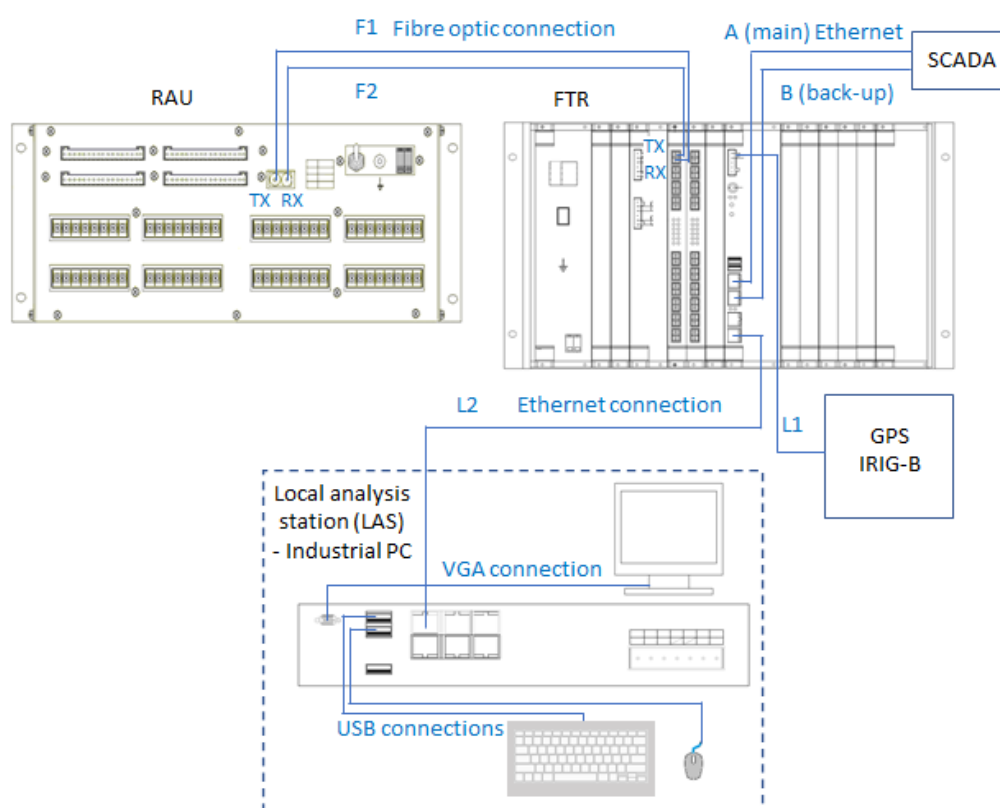 F1 Fibre optic connection
A (main) Ethernet
SCADA
F2
B (back-up)
RAU
FTR
TX
RX
TX RX
L2 Ethernet connection
L1
GPS
IRIG-B
Local analysis
station (LAS)
- Industrial PC
VGA connection
USB connections